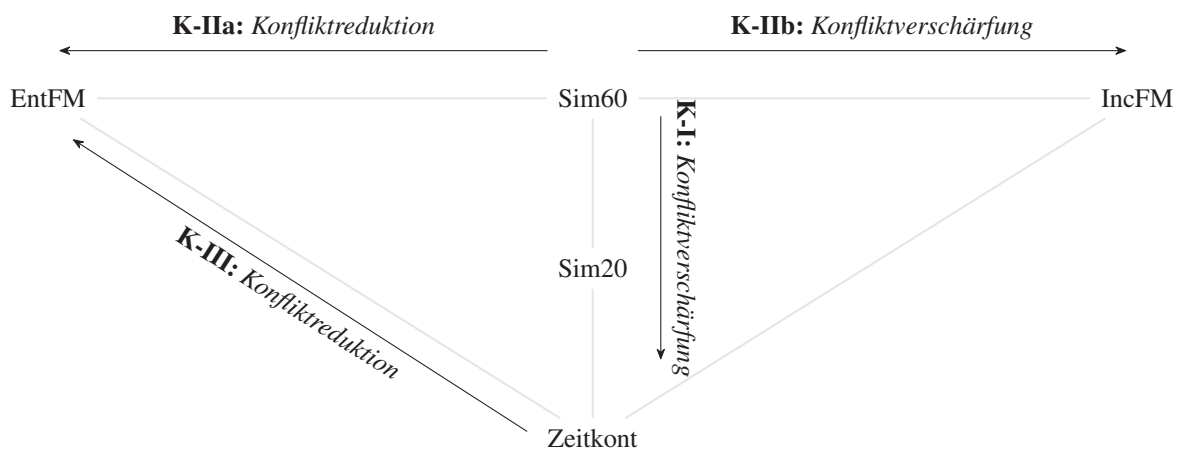 K-IIa: Konfliktreduktion
K-IIb: Konfliktverschärfung
EntFM
Sim60
IncFM
K-I: Konfliktverschärfung
K-III: Konfliktreduktion
Sim20
Zeitkont